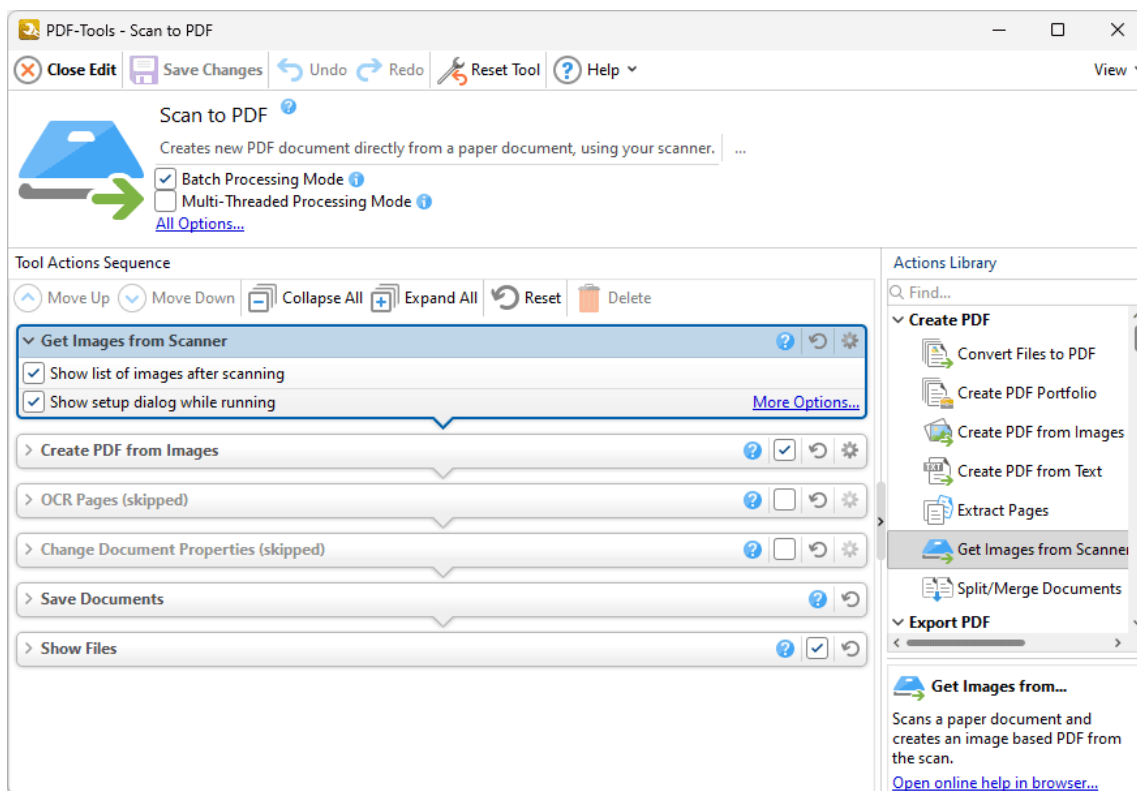 PDF-Tools - Scan to PDF
Close Edit Save Changes Undo Redo Reset Tool ? Help View
Scan to PDF ?
Creates new PDF document directly from a paper document, using your scanner. ...
Batch Processing Mode i
Multi-Threaded Processing Mode i
All Options...
Tool Actions Sequence
Move Up Move Down Collapse All Expand All Reset Delete
Get Images from Scanner ?
Show list of images after scanning
Show setup dialog while running More Options...
Create PDF from Images ?
OCR Pages (skipped) ?
Change Document Properties (skipped) ?
Save Documents ?
Show Files ?
Actions Library
Find...
Create PDF
Convert Files to PDF
Create PDF Portfolio
Create PDF from Images
TXT Create PDF from Text
Extract Pages
Get Images from Scanner
Split/Merge Documents
Export PDF
Get Images from...
Scans a paper document and
creates an image based PDF from
the scan.
Open online help in browser...